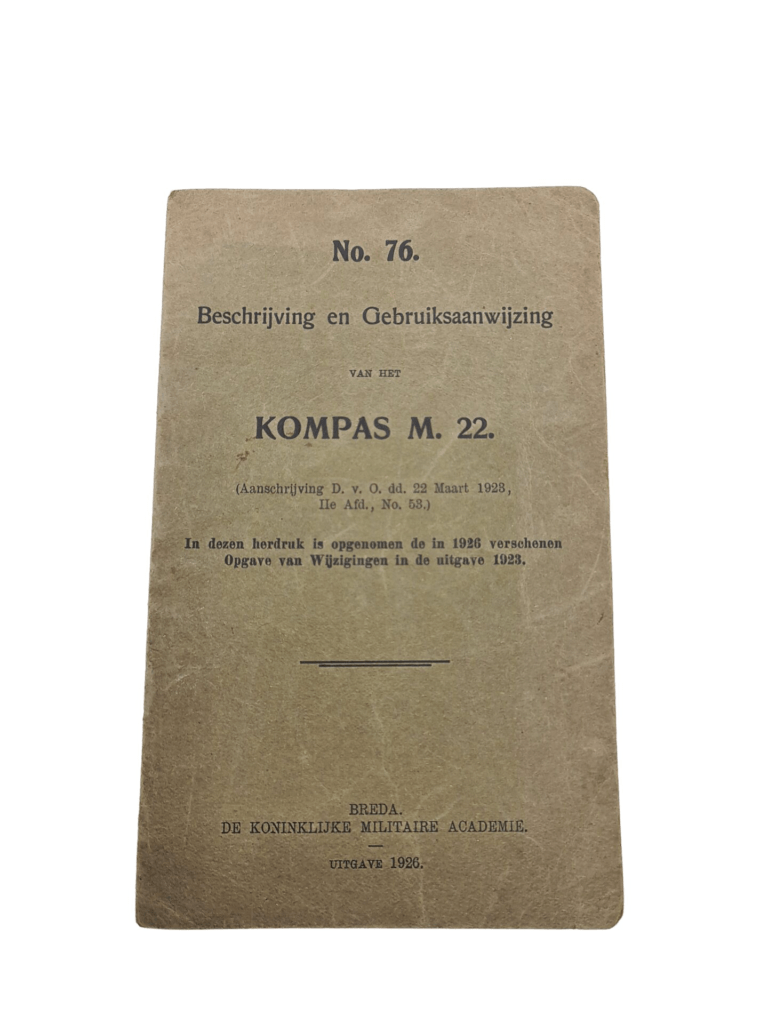 No. 76.
Beschrijving en Gebruiksaanwijzing
VAN HET
KOMPAS M. 22.
(Aanschrijving D. v. O. dd. 22 Maart 1923,
IIe Afd., No. 53.)
In dezen herdruk is opgenomen de in 1926 verschenen
Opgave van Wijzigingen in de uitgave 1923.
BREDA.
DE KONINKLIJKE MILITAIRE ACADEMIE.
UITGAVE 1926.